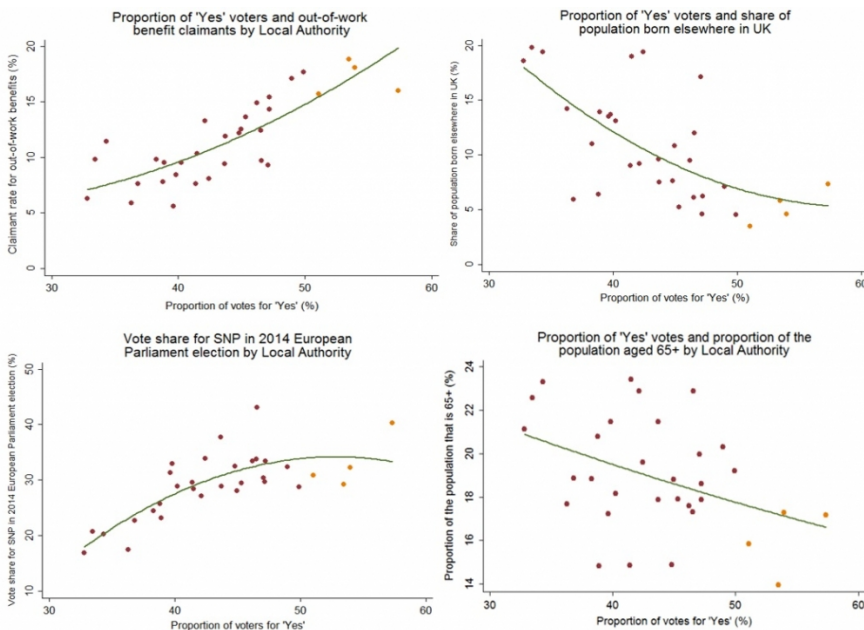 Proportion of 'Yes' voters and out-of-work
benefit claimants by Local Authority
Claimant rate for out-of-work benefits (%)
20
15
10
5
0
30
40
50
60
Proportion of votes for 'Yes' (%)
Proportion of 'Yes' voters and share of
population born elsewhere in UK
Share of population born elsewhere in UK (%)
20
15
10
5
0
30
40
50
60
Proportion of votes for 'Yes' (%)
Vote share for SNP in 2014 European
Parliament election by Local Authority
Vote share for SNP in 2014 European Parliament election (%)
50
40
30
20
10
30
40
50
60
Proportion of voters for 'Yes'
Proportion of 'Yes' votes and proportion of the
population aged 65+ by Local Authority
Proportion of the population that is 65+ (%)
24
22
20
18
16
14
30
40
50
60
Proportion of votes for 'Yes' (%)